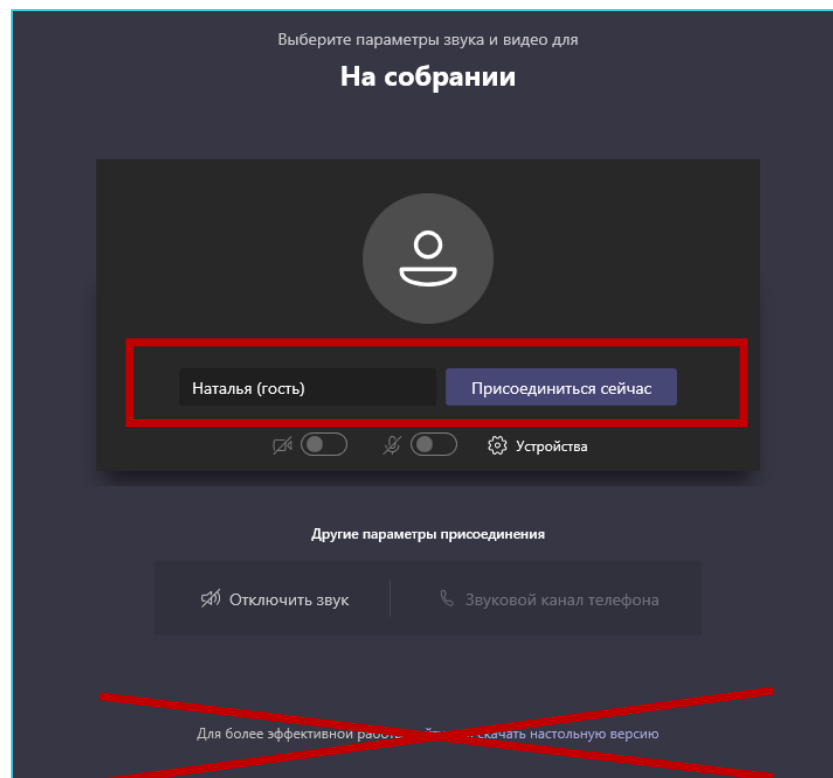 Выберите параметры звука и видео для
На собрании
Наталья (гость) Присоединиться сейчас
Устройства
Другие параметры присоединения
Отключить звук Звуковой канал телефона
Для более эффективной скачать настольную версию